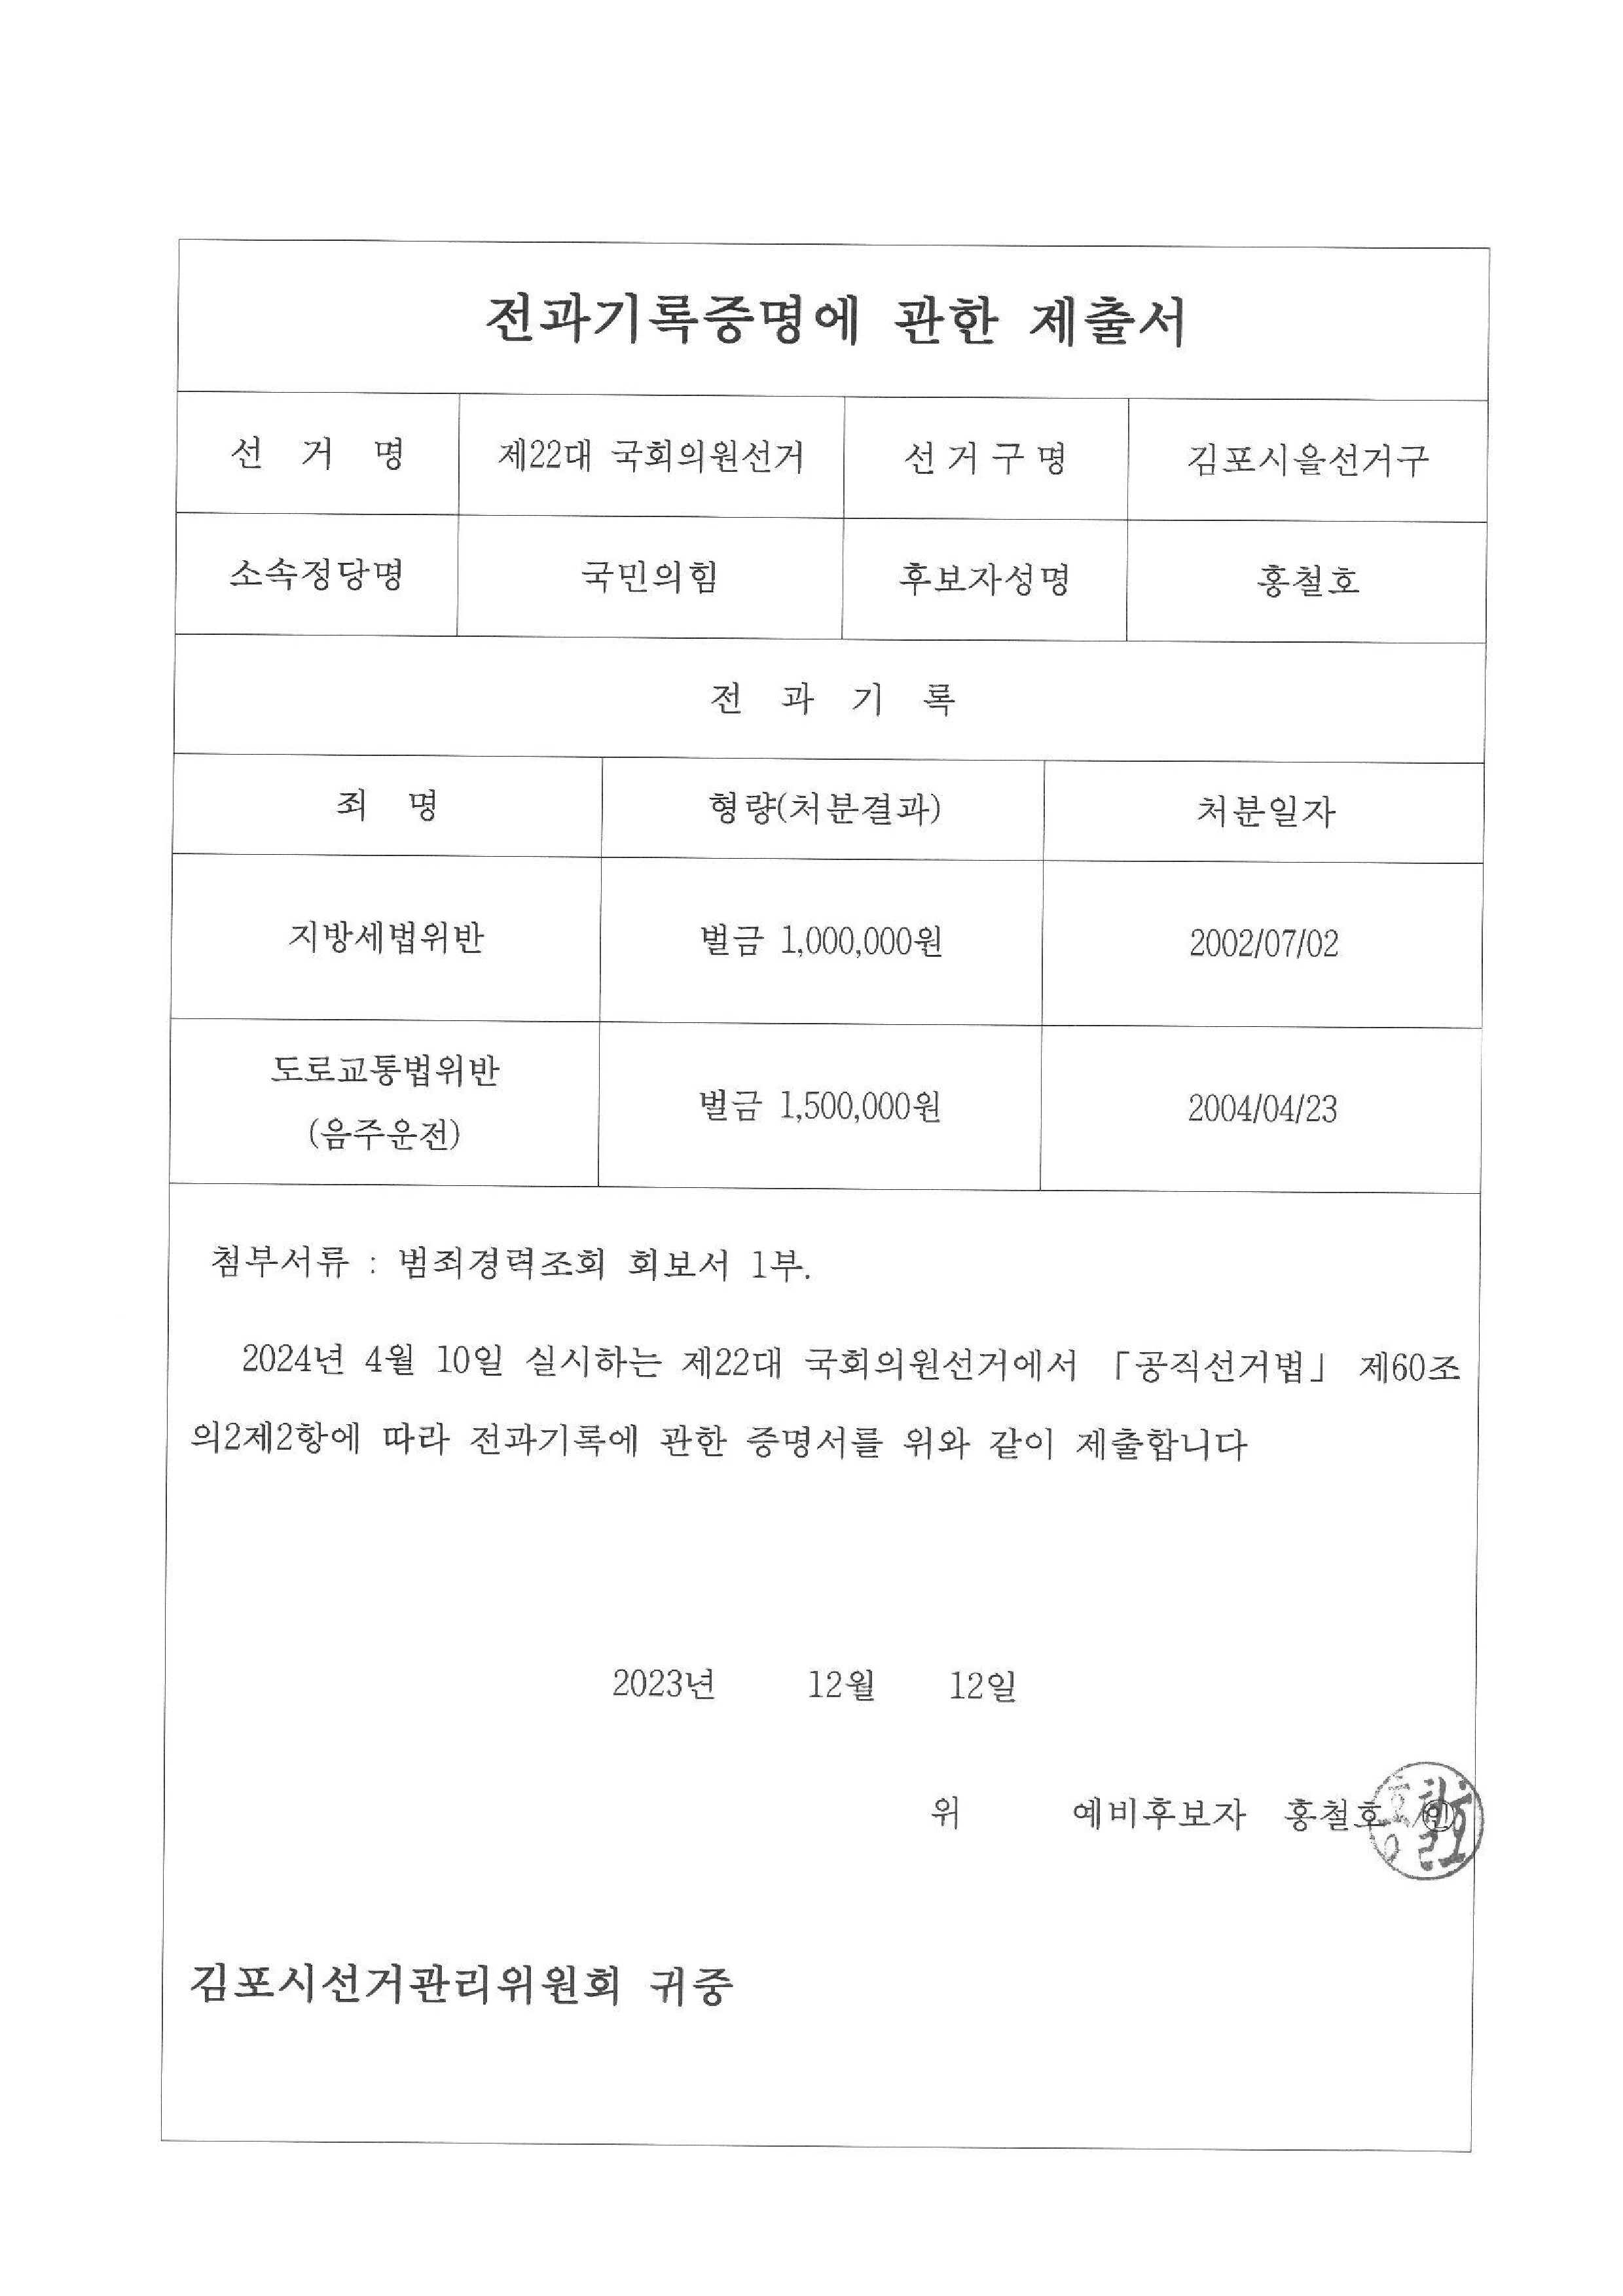 전과기록증명에 관한 제출서
선 거 명 제22대 국회의원선거 선거구명 김포시을선거구
소속정당명 국민의힘 후보자성명 홍철호
전 과 기 록
죄 명 형량(처분결과) 처분일자
지방세법위반 벌금 1,000,000원 2002/07/02
도로교통법위반
(음주운전) 벌금 1,500,000원 2004/04/23
첨부서류 : 범죄경력조회 회보서 1부.
2024년 4월 10일 실시하는 제22대 국회의원선거에서 「공직선거법」 제60조
의2제2항에 따라 전과기록에 관한 증명서를 위와 같이 제출합니다
2023년 12월 12일
위 예비후보자 홍철호 ㊞
홍철호
김포시선거관리위원회 귀중